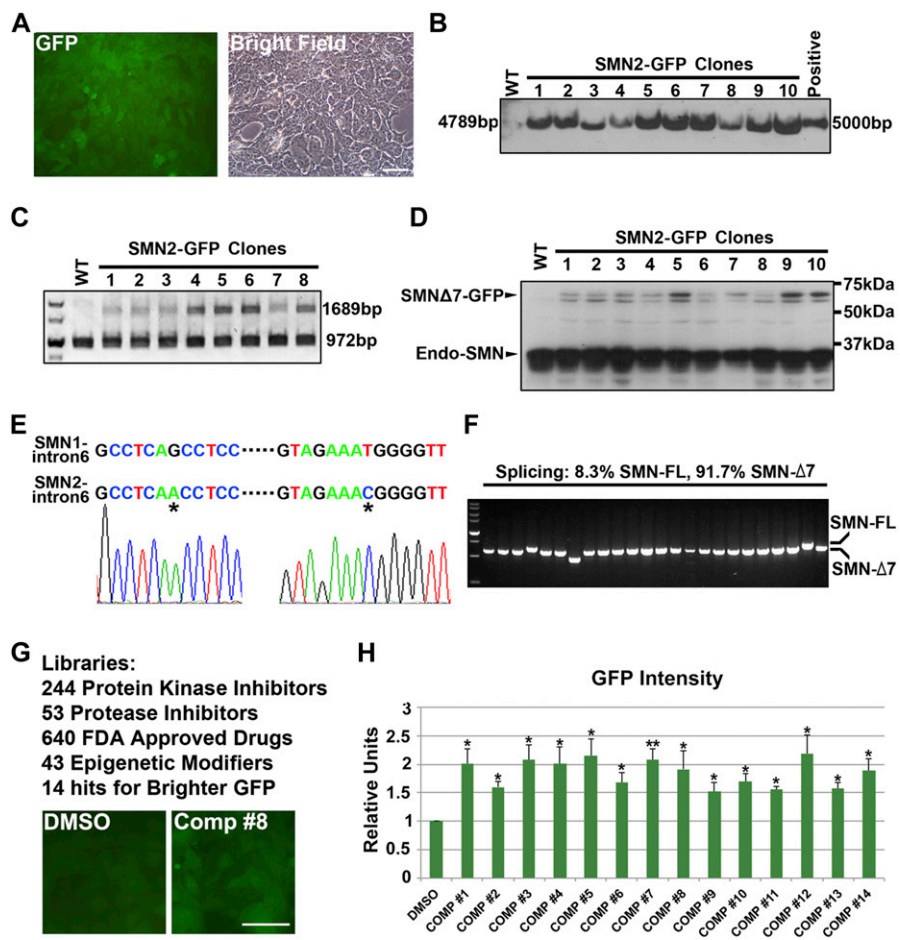 A
GFP
Bright Field
B
WT
SMN2-GFP Clones
Positive
1 2 3 4 5 6 7 8 9 10
4789bp
5000bp
C
WT
SMN2-GFP Clones
1 2 3 4 5 6 7 8
1689bp
972bp
D
WT
SMN2-GFP Clones
1 2 3 4 5 6 7 8 9 10
SMNΔ7-GFP
75kDa
50kDa
37kDa
Endo-SMN
E
SMN1-
intron6
GCCTCAGCCTCC·····GTAGAAATGGGGTT
SMN2-
intron6
GCCTCAAACCTCC·····GTAGAAACGGGGTT
* *
F
Splicing: 8.3% SMN-FL, 91.7% SMN-Δ7
SMN-FL
SMN-Δ7
G
Libraries:
244 Protein Kinase Inhibitors
53 Protease Inhibitors
640 FDA Approved Drugs
43 Epigenetic Modifiers
14 hits for Brighter GFP
DMSO
Comp #8
H
GFP Intensity
Relative Units
3
2.5
2
1.5
1
0.5
0
* * * * * * ** * * * * * * *
DMSO
COMP #1
COMP #2
COMP #3
COMP #4
COMP #5
COMP #6
COMP #7
COMP #8
COMP #9
COMP #10
COMP #11
COMP #12
COMP #13
COMP #14